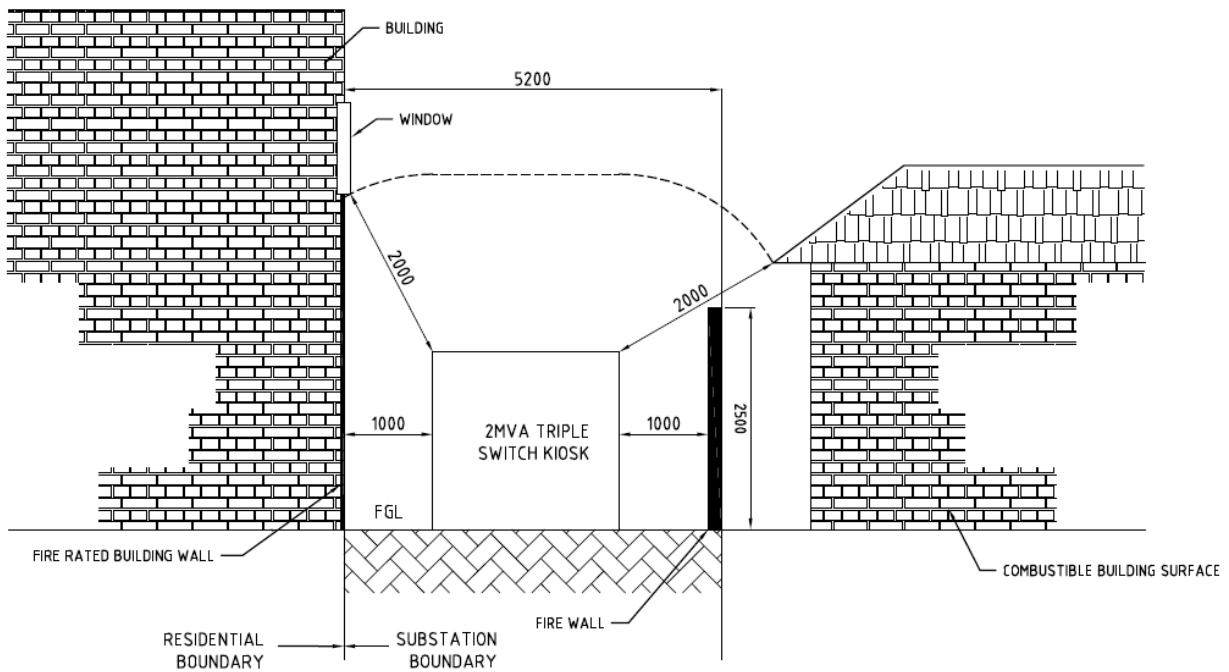 BUILDING
5200
WINDOW
2000
2000
1000
2MVA TRIPLE
SWITCH KIOSK
1000
2500
FGL
FIRE RATED BUILDING WALL
COMBUSTIBLE BUILDING SURFACE
FIRE WALL
RESIDENTIAL
BOUNDARY
SUBSTATION
BOUNDARY